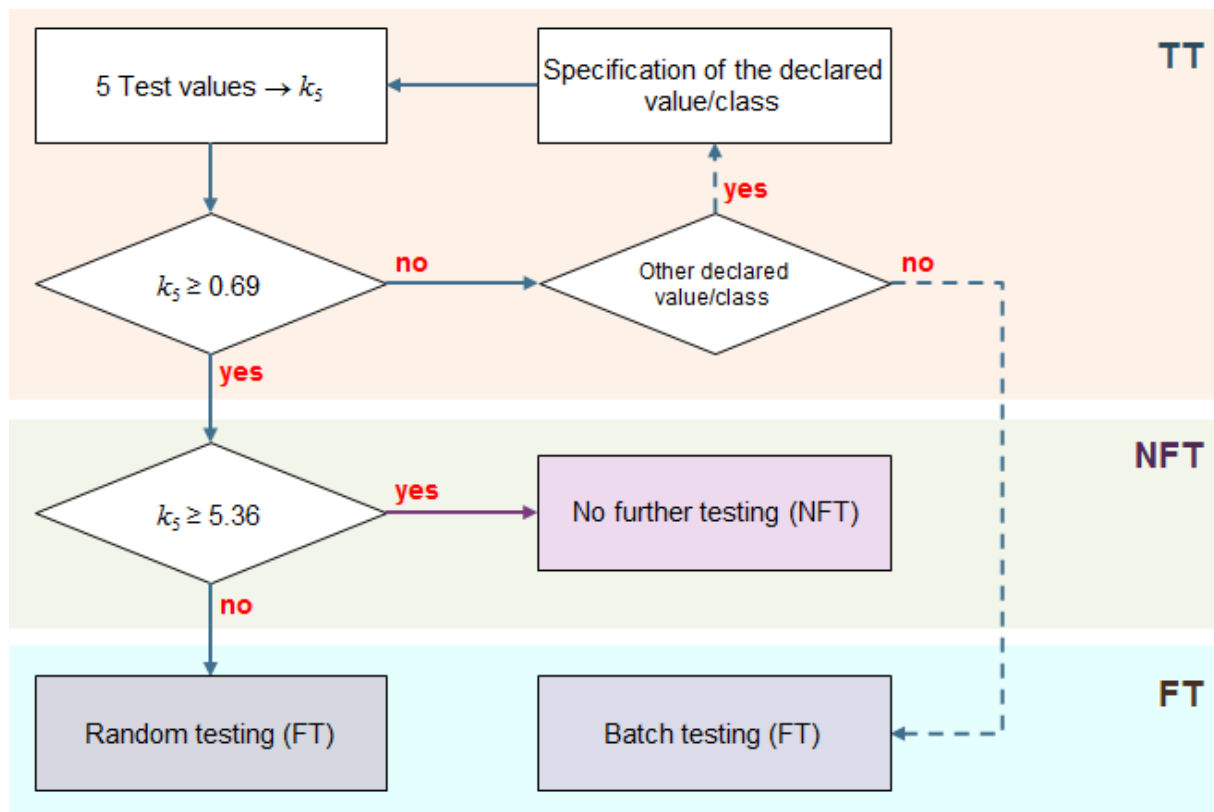 TT
5 Test values → k₅
Specification of the declared
value/class
yes
k₅ ≥ 0.69
no
Other declared
value/class
no
yes
NFT
k₅ ≥ 5.36
yes
No further testing (NFT)
no
FT
Random testing (FT)
Batch testing (FT)